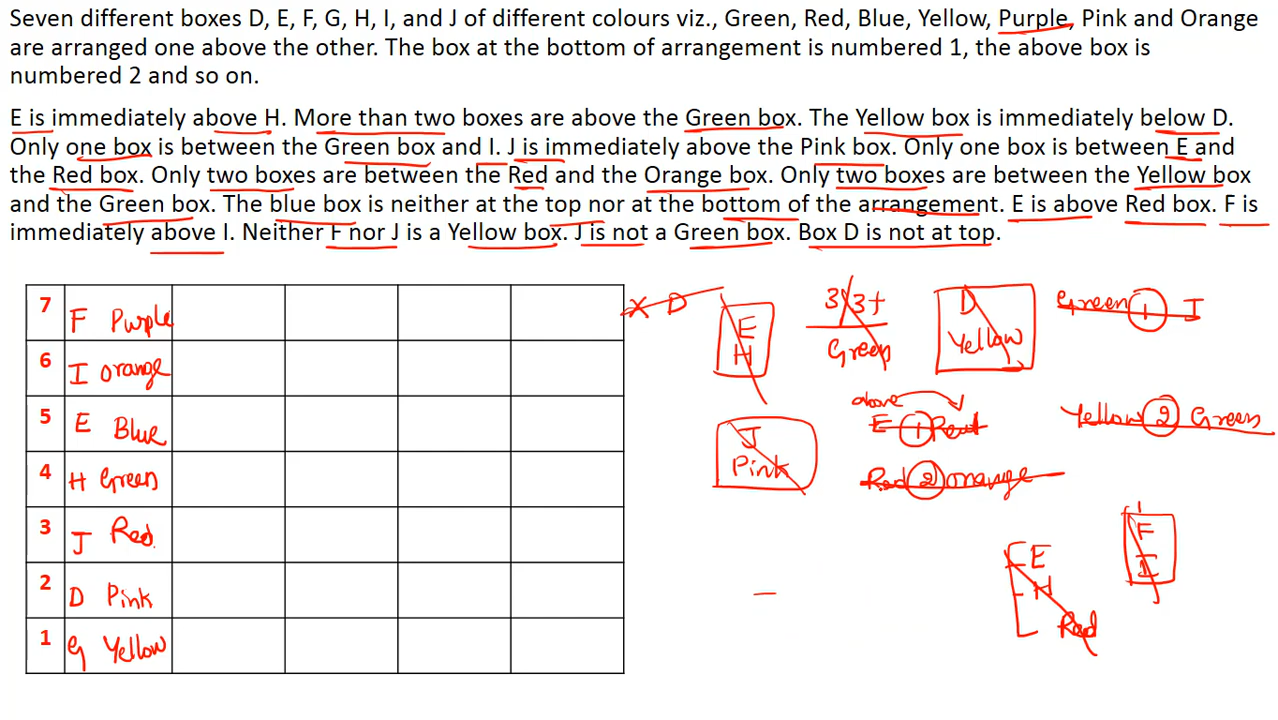 Seven different boxes D, E, F, G, H, I, and J of different colours viz., Green, Red, Blue, Yellow, Purple, Pink and Orange
are arranged one above the other. The box at the bottom of arrangement is numbered 1, the above box is
numbered 2 and so on.
E is immediately above H. More than two boxes are above the Green box. The Yellow box is immediately below D.
Only one box is between the Green box and I. J is immediately above the Pink box. Only one box is between E and
the Red box. Only two boxes are between the Red and the Orange box. Only two boxes are between the Yellow box
and the Green box. The blue box is neither at the top nor at the bottom of the arrangement. E is above Red box. F is
immediately above I. Neither F nor J is a Yellow box. J is not a Green box. Box D is not at top.
7 F Purple
6 I orange
5 E Blue
4 H Green
3 J Red
2 D Pink
1 G Yellow
X D
E
H
3/3+
Green
D
Yellow
Green 1 I
J
Pink
above
E 1 Red
Yellow 2 Green
Red 2 orange
E
H
Red
F
I